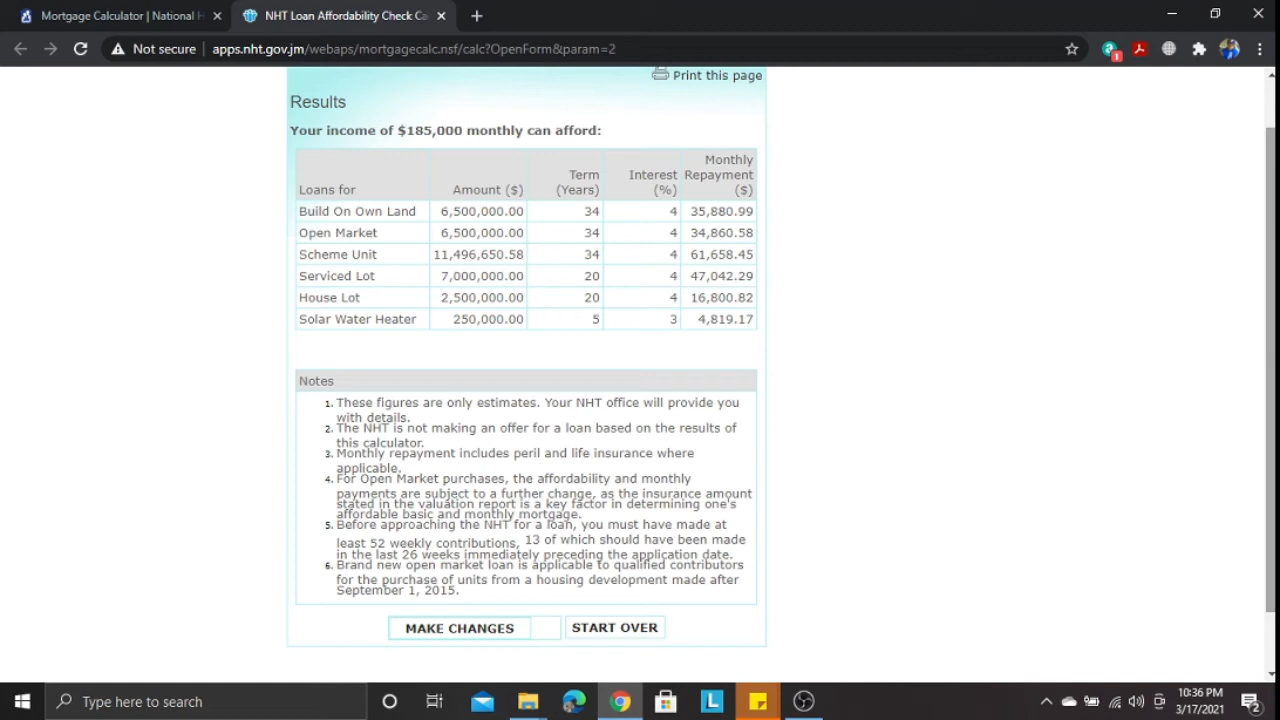 Mortgage Calculator | National H
NHT Loan Affordability Check Ca
Not secure
apps.nht.gov.jm/webaps/mortgagecalc.nsf/calc?OpenForm&param=2
1
Print this page
Results
Your income of $185,000 monthly can afford:
Loans for Amount ($) Term (Years) Interest (%) Monthly Repayment ($)
Build On Own Land 6,500,000.00 34 4 35,880.99
Open Market 6,500,000.00 34 4 34,860.58
Scheme Unit 11,496,650.58 34 4 61,658.45
Serviced Lot 7,000,000.00 20 4 47,042.29
House Lot 2,500,000.00 20 4 16,800.82
Solar Water Heater 250,000.00 5 3 4,819.17
Notes
1. These figures are only estimates. Your NHT office will provide you
with details.
2. The NHT is not making an offer for a loan based on the results of
this calculator.
3. Monthly repayment includes peril and life insurance where
applicable.
4. For Open Market purchases, the affordability and monthly
payments are subject to a further change, as the insurance amount
stated in the valuation report is a key factor in determining one's
affordable basic and monthly mortgage.
5. Before approaching the NHT for a loan, you must have made at
least 52 weekly contributions, 13 of which should have been made
in the last 26 weeks immediately preceding the application date.
6. Brand new open market loan is applicable to qualified contributors
for the purchase of units from a housing development made after
September 1, 2015.
MAKE CHANGES
START OVER
Type here to search
L
10:36 PM
3/17/2021
2